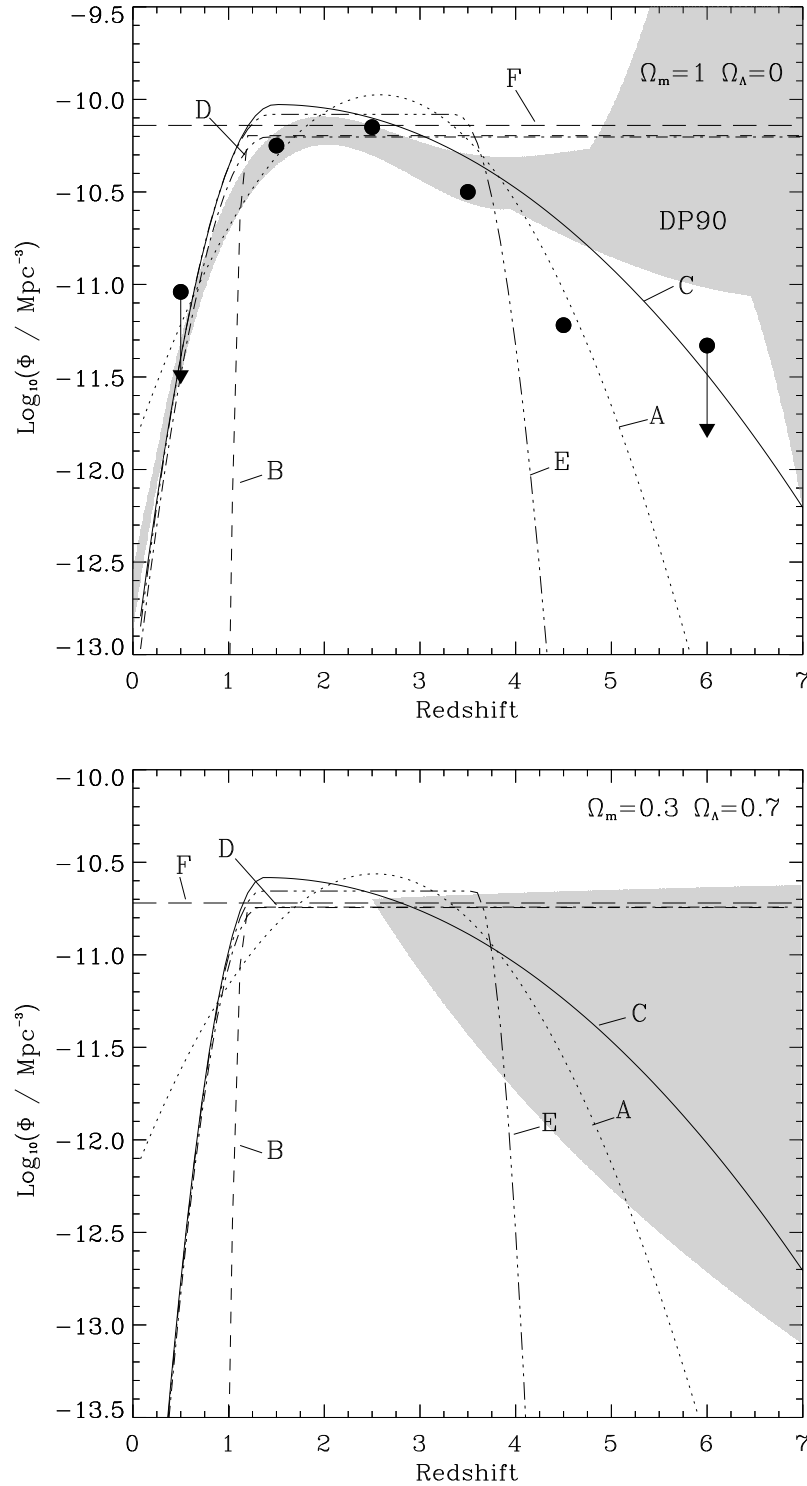 −9.5
Ωₘ=1 Ω_Λ=0
−10.0
D
F
−10.5
DP90
Log₁₀(Φ / Mpc⁻³)
−11.0
C
−11.5
A
−12.0
B
E
−12.5
−13.0
0 1 2 3 4 5 6 7
Redshift
−10.0
Ωₘ=0.3 Ω_Λ=0.7
F
D
−10.5
−11.0
C
Log₁₀(Φ / Mpc⁻³)
−11.5
A
E
−12.0
B
−12.5
−13.0
−13.5
0 1 2 3 4 5 6 7
Redshift